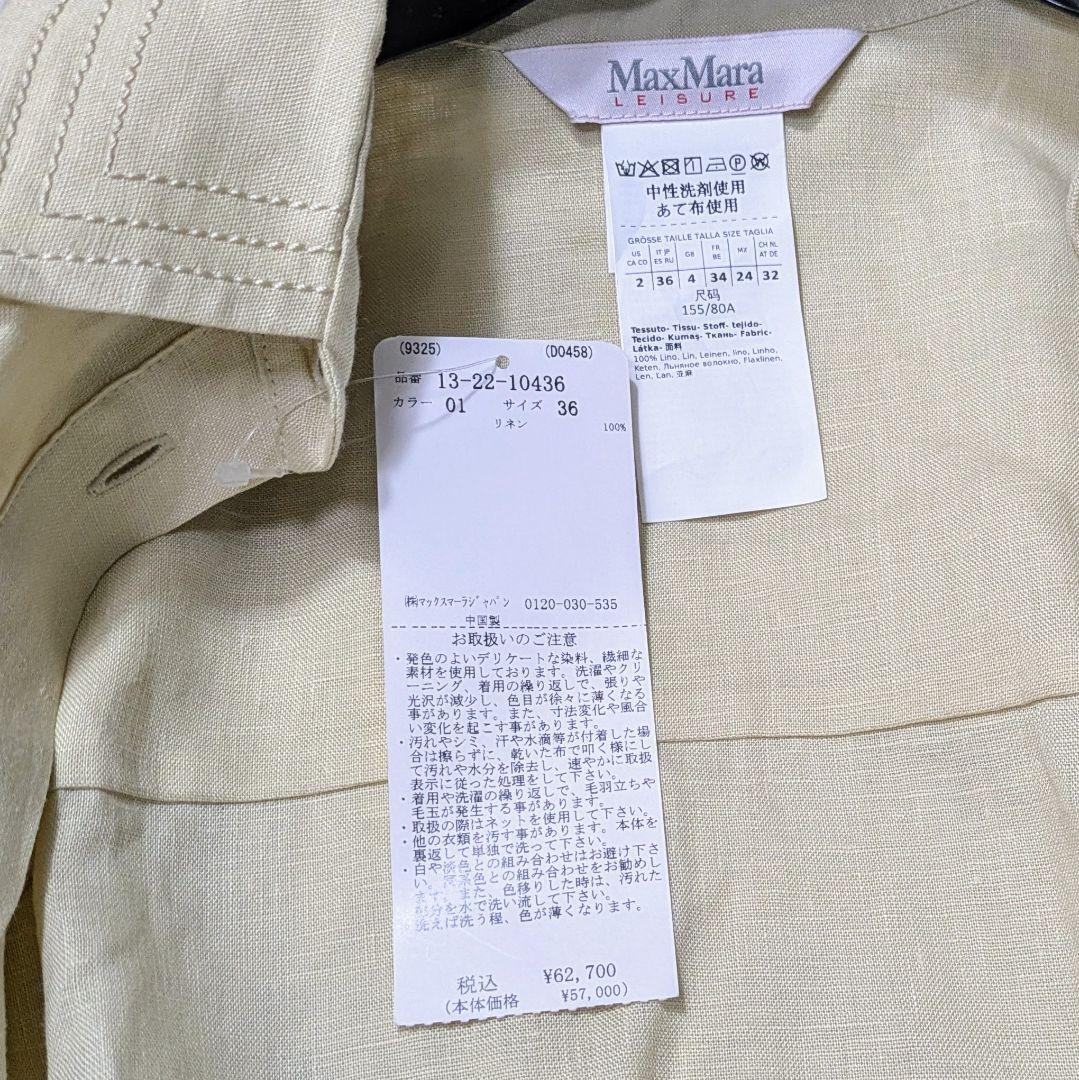 MaxMara
LEISURE
中性洗剤使用
あて布使用
GRÖSSE TAILLE TALLA SIZE TAGLIA
US CA CO IT JP ES RU GB FR BE MX CH NL AT DE
2 36 4 34 24 32
尺码
155/80A
Tessuto- Tissu- Stoff- tejido-
Tecido- Kumaş- Ткань- Fabric-
Látka- 面料
100% Lino, Lin, Leinen, lino, Linho,
Keten, Льняное волокно, Flaxlinen,
Len, Ľan, 亚麻
(9325) (D0458)
品番 13-22-10436
カラー 01 サイズ 36
リネン 100%
㈱マックスマーラジャパン 0120-030-535
中国製
お取扱いのご注意
・発色のよいデリケートな染料、繊細な
素材を使用しております。洗濯やクリ
ーニング、着用の繰り返しで、張りや
光沢が減少し、色目が徐々に薄くなる
事があります。また、寸法変化や風合
い変化を起こす事があります。
・汚れやシミ、汗や水滴等が付着した場
合は擦らずに、乾いた布で叩く様にし
て汚れや水分を除去し、速やかに取扱
表示に従った処理をして下さい。
・着用や洗濯の繰り返しで、毛羽立ちや
毛玉が発生する事があります。
・取扱の際はネットを使用して下さい。
・他の衣類を汚す事があります。本体を
裏返して単独で洗って下さい。
・白や淡色との組み合わせはお避け下さ
い。同系色との組み合わせをお勧めし
ます。また、色移りした時は、汚れた
部分を水で洗い流して下さい。
洗えば洗う程、色が薄くなります。
税込 ¥62,700
(本体価格 ¥57,000)